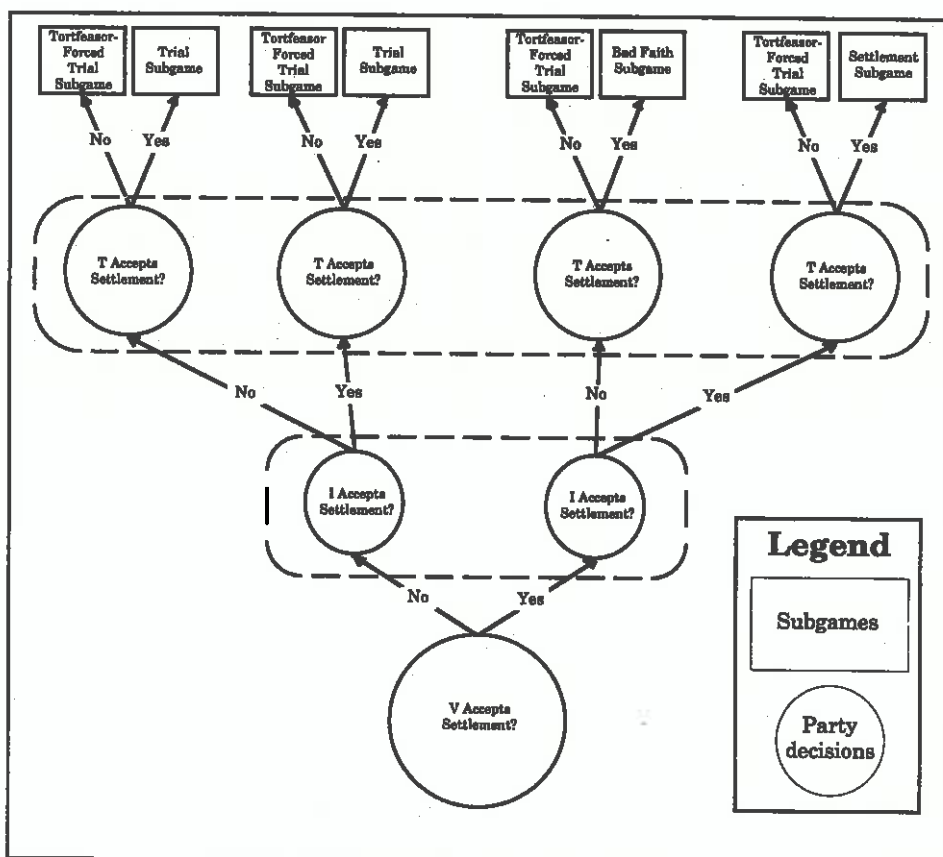 Tortfeasor-
Forced
Trial
Subgame
Trial
Subgame
Tortfeasor
Forced
Trial
Subgame
Trial
Subgame
Tortfeasor-
Forced
Trial
Subgame
Bad Faith
Subgame
Tortfeasor-
Forced
Trial
Subgame
Settlement
Subgame
No
Yes
No
Yes
No
Yes
No
Yes
T Accepts
Settlement?
T Accepts
Settlement?
T Accepts
Settlement?
T Accepts
Settlement?
No
Yes
No
Yes
I Accepts
Settlement?
I Accepts
Settlement?
No
Yes
V Accepts
Settlement?
Legend
Subgames
Party
decisions